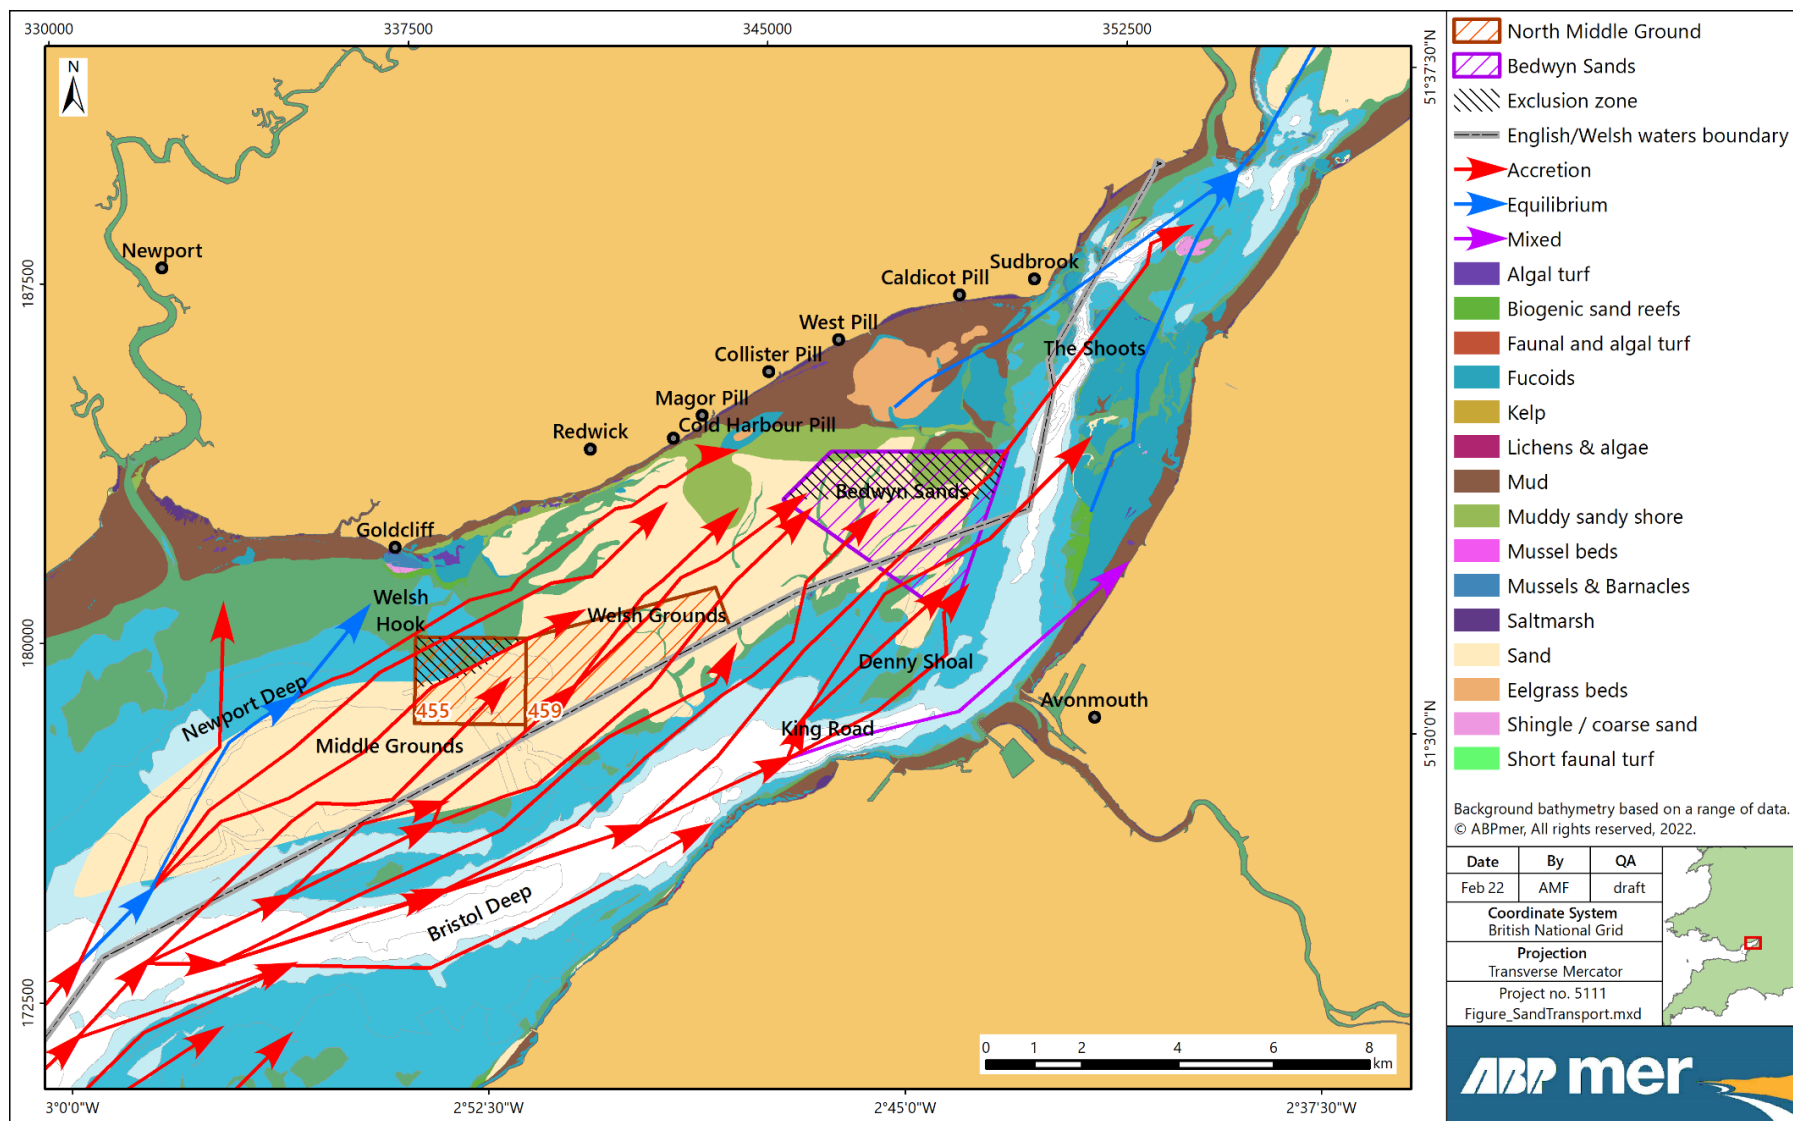 330000
337500
345000
352500
51°37'30"N
187500
180000
172500
51°30'0"N
3°0'0"W
2°52'30"W
2°45'0"W
2°37'30"W
N
Newport
Sudbrook
Caldicot Pill
West Pill
Collister Pill
The Shoots
Magor Pill
Cold Harbour Pill
Redwick
Bedwyn Sands
Goldcliff
Welsh
Hook
Welsh Grounds
Denny Shoal
Newport Deep
Avonmouth
455
459
King Road
Middle Grounds
Bristol Deep
0 1 2 4 6 8
km
North Middle Ground
Bedwyn Sands
Exclusion zone
English/Welsh waters boundary
Accretion
Equilibrium
Mixed
Algal turf
Biogenic sand reefs
Faunal and algal turf
Fucoids
Kelp
Lichens & algae
Mud
Muddy sandy shore
Mussel beds
Mussels & Barnacles
Saltmarsh
Sand
Eelgrass beds
Shingle / coarse sand
Short faunal turf
Background bathymetry based on a range of data.
© ABPmer, All rights reserved, 2022.
Date By QA
Feb 22 AMF draft
Coordinate System
British National Grid
Projection
Transverse Mercator
Project no. 5111
Figure_SandTransport.mxd
ABPmer